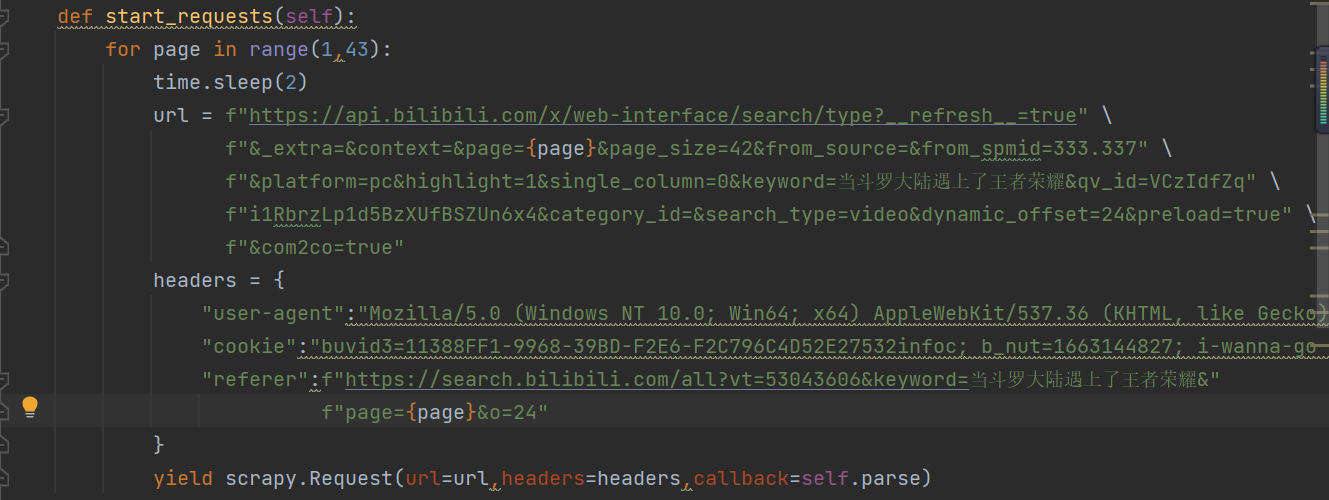 def start_requests(self):
for page in range(1,43):
time.sleep(2)
url = f"https://api.bilibili.com/x/web-interface/search/type?__refresh__=true" \
f"&_extra=&context=&page={page}&page_size=42&from_source=&from_spmid=333.337" \
f"&platform=pc&highlight=1&single_column=0&keyword=当斗罗大陆遇上了王者荣耀&qv_id=VCzIdfZq" \
f"i1RbrzLp1d5BzXUfBSZUn6x4&category_id=&search_type=video&dynamic_offset=24&preload=true" \
f"&com2co=true"
headers = {
"user-agent":"Mozilla/5.0 (Windows NT 10.0; Win64; x64) AppleWebKit/537.36 (KHTML, like Gecko)
"cookie":"buvid3=11388FF1-9968-39BD-F2E6-F2C796C4D52E27532infoc; b_nut=1663144827; i-wanna-go
"referer":f"https://search.bilibili.com/all?vt=53043606&keyword=当斗罗大陆遇上了王者荣耀&"
f"page={page}&o=24"
}
yield scrapy.Request(url=url,headers=headers,callback=self.parse)